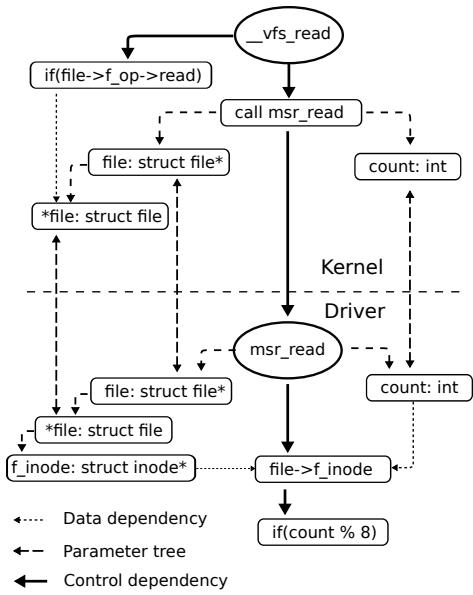 __vfs_read
if(file->f_op->read)
call msr_read
file: struct file*
count: int
*file: struct file
Kernel
Driver
msr_read
file: struct file*
count: int
*file: struct file
f_inode: struct inode*
file->f_inode
Data dependency
if(count % 8)
Parameter tree
Control dependency